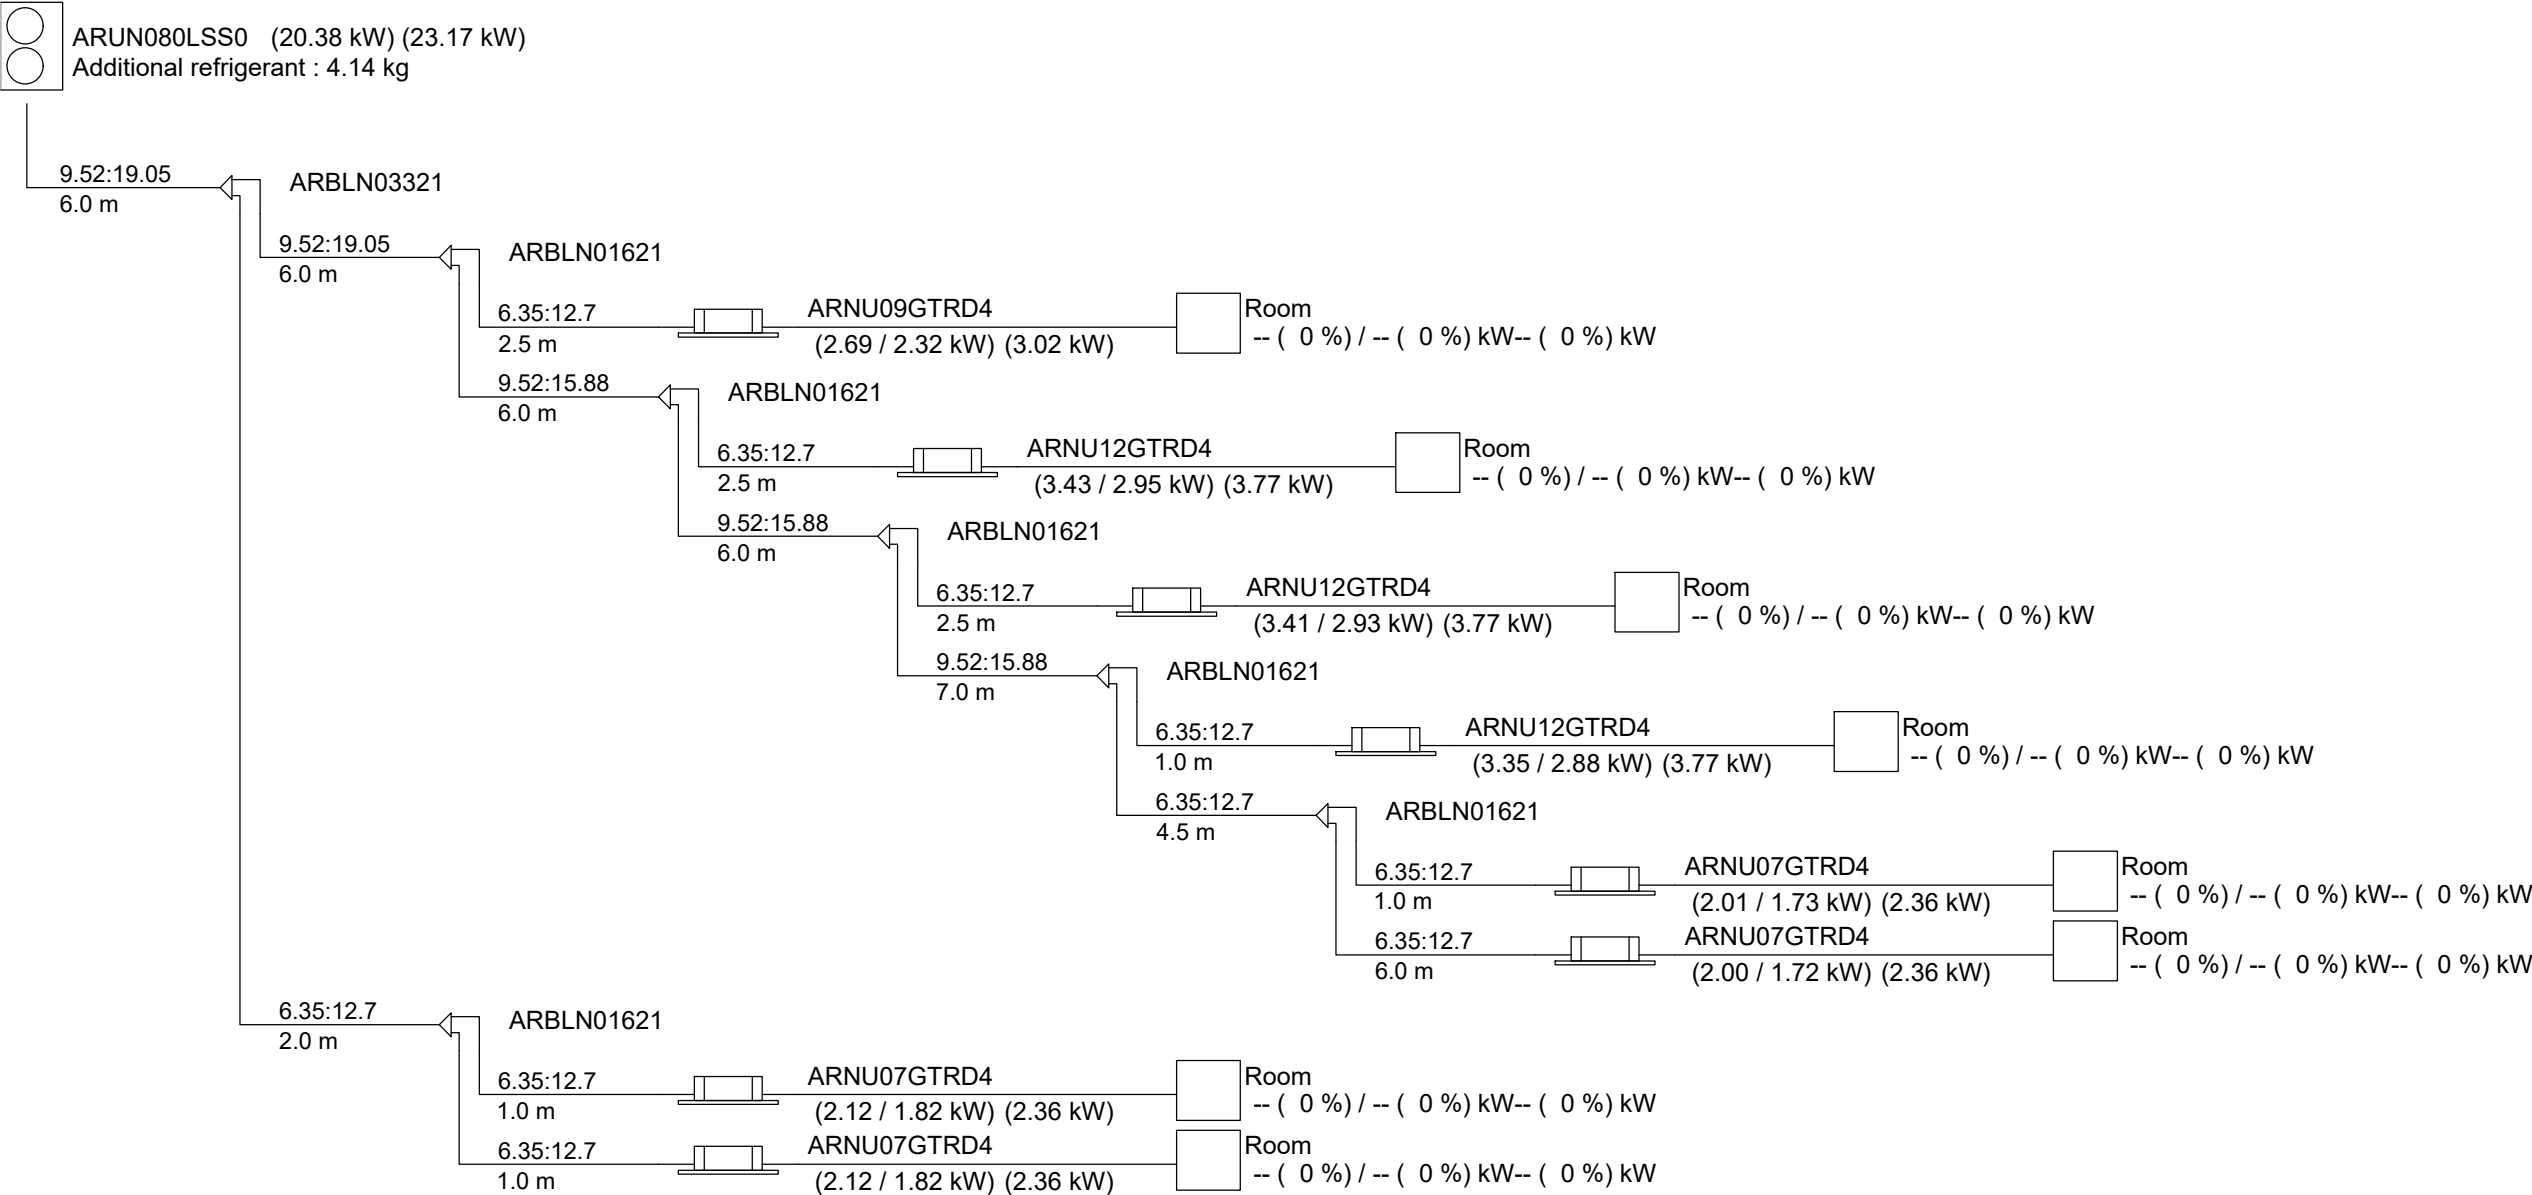 ARUN080LSS0 (20.38 kW) (23.17 kW)
Additional refrigerant : 4.14 kg
9.52:19.05
6.0 m
ARBLN03321
9.52:19.05
6.0 m
ARBLN01621
6.35:12.7
2.5 m
ARNU09GTRD4
(2.69 / 2.32 kW) (3.02 kW)
Room
-- ( 0 %) / -- ( 0 %) kW-- ( 0 %) kW
9.52:15.88
6.0 m
ARBLN01621
6.35:12.7
2.5 m
ARNU12GTRD4
(3.43 / 2.95 kW) (3.77 kW)
Room
-- ( 0 %) / -- ( 0 %) kW-- ( 0 %) kW
9.52:15.88
6.0 m
ARBLN01621
6.35:12.7
2.5 m
ARNU12GTRD4
(3.41 / 2.93 kW) (3.77 kW)
Room
-- ( 0 %) / -- ( 0 %) kW-- ( 0 %) kW
9.52:15.88
7.0 m
ARBLN01621
6.35:12.7
1.0 m
ARNU12GTRD4
(3.35 / 2.88 kW) (3.77 kW)
Room
-- ( 0 %) / -- ( 0 %) kW-- ( 0 %) kW
6.35:12.7
4.5 m
ARBLN01621
6.35:12.7
1.0 m
ARNU07GTRD4
(2.01 / 1.73 kW) (2.36 kW)
Room
-- ( 0 %) / -- ( 0 %) kW-- ( 0 %) kW
6.35:12.7
6.0 m
ARNU07GTRD4
(2.00 / 1.72 kW) (2.36 kW)
Room
-- ( 0 %) / -- ( 0 %) kW-- ( 0 %) kW
6.35:12.7
2.0 m
ARBLN01621
6.35:12.7
1.0 m
ARNU07GTRD4
(2.12 / 1.82 kW) (2.36 kW)
Room
-- ( 0 %) / -- ( 0 %) kW-- ( 0 %) kW
6.35:12.7
1.0 m
ARNU07GTRD4
(2.12 / 1.82 kW) (2.36 kW)
Room
-- ( 0 %) / -- ( 0 %) kW-- ( 0 %) kW